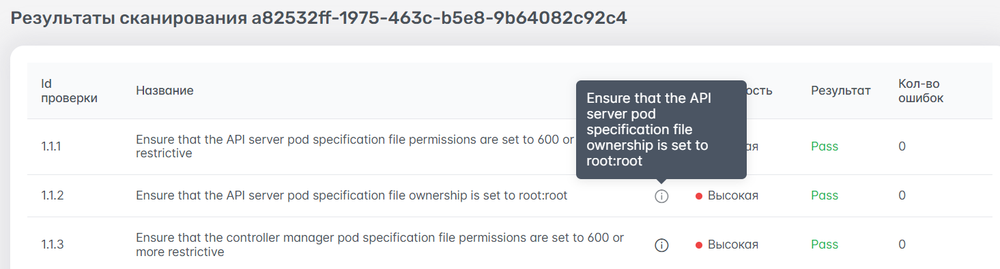 Результаты сканирования a82532ff-1975-463c-b5e8-9b64082c92c4
Id
проверки
Название
ость
Результат
Кол-во
ошибок
Ensure that the API
server pod
specification file
ownership is set to
root:root
1.1.1
Ensure that the API server pod specification file permissions are set to 600 or
restrictive
ая
Pass
0
1.1.2
Ensure that the API server pod specification file ownership is set to root:root
Высокая
Pass
0
1.1.3
Ensure that the controller manager pod specification file permissions are set to 600 or
more restrictive
Высокая
Pass
0